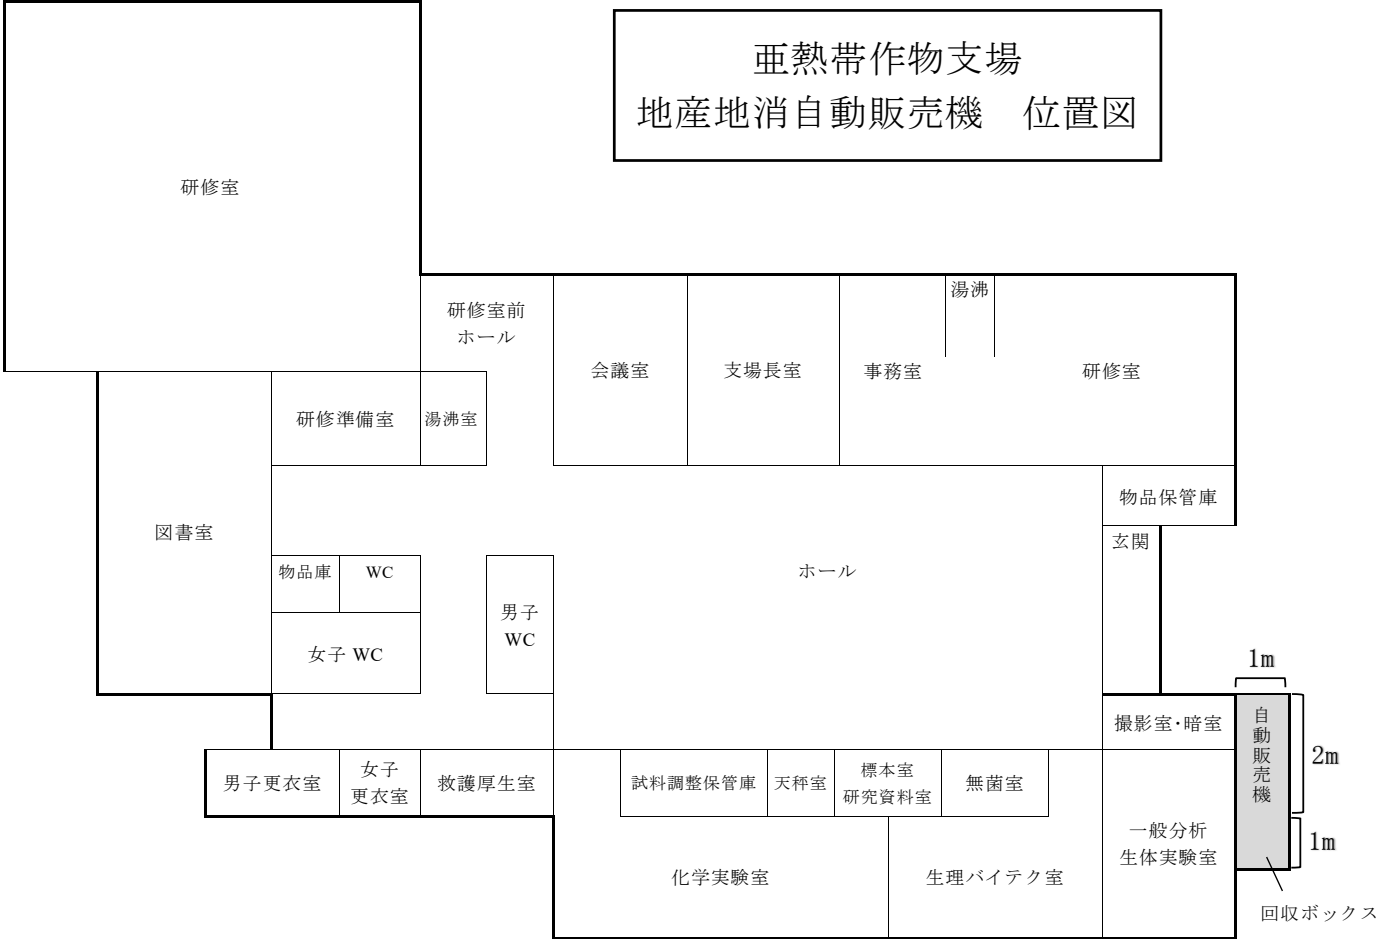 亜熱帯作物支場
地産地消自動販売機　位置図
研修室
研修室前
ホール
会議室
支場長室
事務室
湯沸
研修室
研修準備室
湯沸室
物品保管庫
図書室
玄関
ホール
物品庫
WC
男子
WC
女子 WC
1m
撮影室・暗室
自動販売機
2m
男子更衣室
女子
更衣室
救護厚生室
試料調整保管庫
天秤室
標本室
研究資料室
無菌室
一般分析
生体実験室
1m
化学実験室
生理バイテク室
回収ボックス